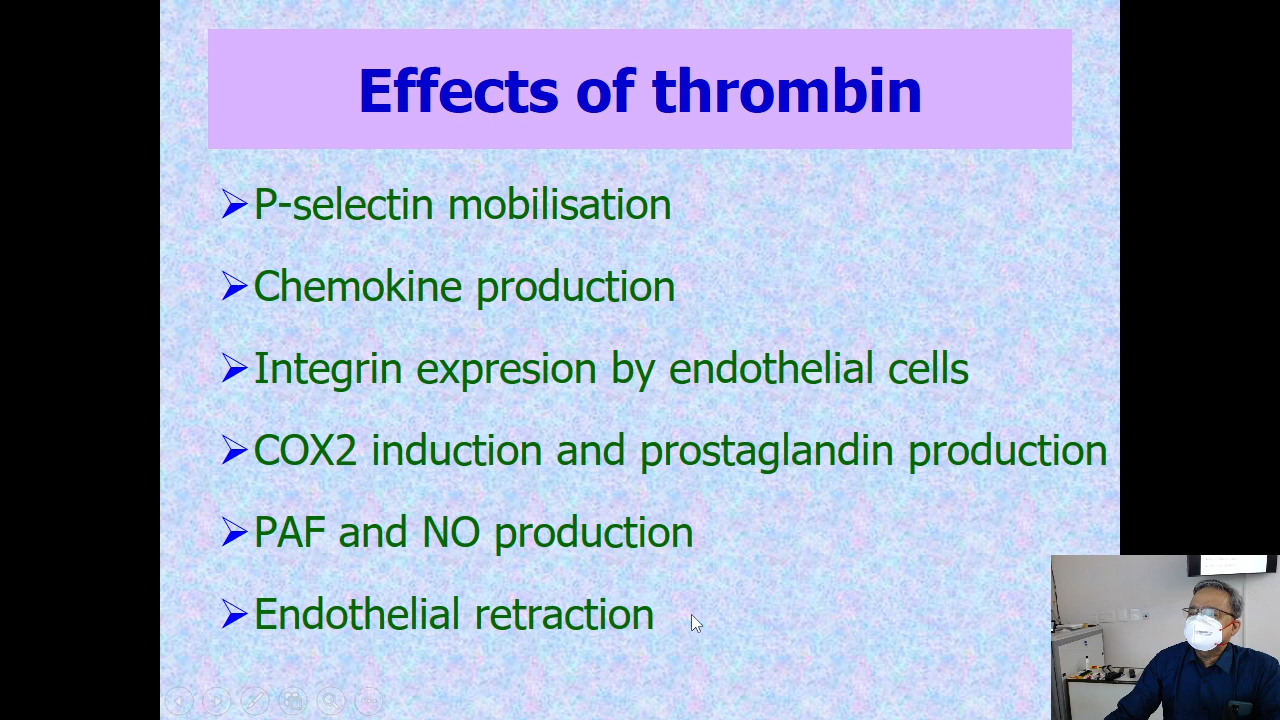 Effects of thrombin
P-selectin mobilisation
Chemokine production
Integrin expresion by endothelial cells
COX2 induction and prostaglandin production
PAF and NO production
Endothelial retraction